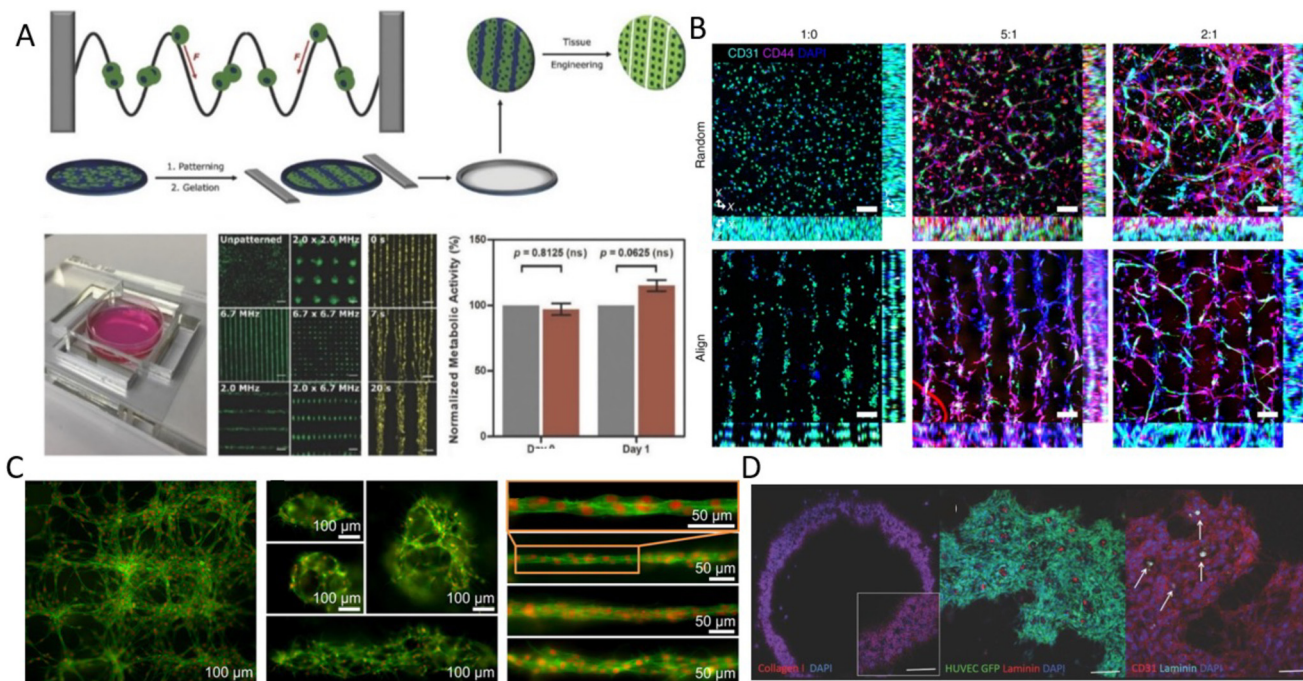 A
F
F
Tissue
Engineering
1. Patterning
2. Gelation
Unpatterned
2.0 x 2.0 MHz
0 s
6.7 MHz
6.7 x 6.7 MHz
7 s
2.0 MHz
2.0 x 6.7 MHz
20 s
Normalized Metabolic Activity (%)
150
100
50
0
p = 0.8125 (ns)
p = 0.0625 (ns)
Day 1
B
1:0
5:1
2:1
CD31 CD44 DAPI
Random
Align
Y
X
C
100 µm
100 µm
100 µm
100 µm
100 µm
50 µm
50 µm
50 µm
50 µm
D
Collagen I DAPI
HUVEC GFP Laminin DAPI
CD31 Laminin DAPI